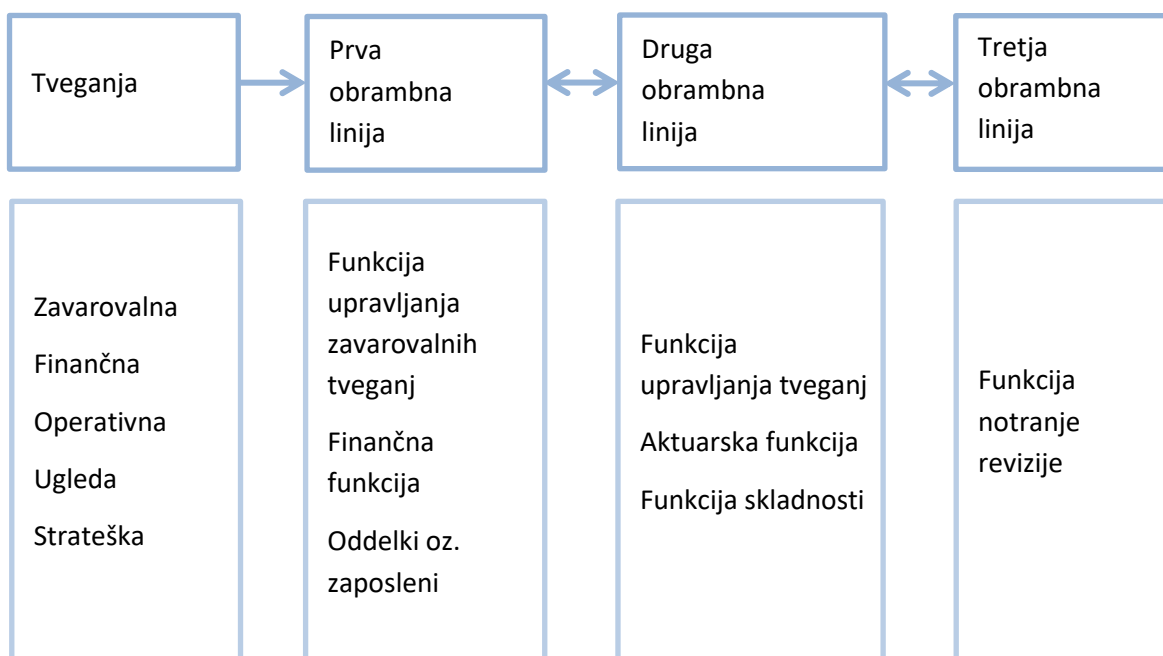 Tveganja
Prva
obrambna
linija
Druga
obrambna
linija
Tretja
obrambna
linija
Zavarovalna
Finančna
Operativna
Ugleda
Strateška
Funkcija
upravljanja
zavarovalnih
tveganj
Finančna
funkcija
Oddelki oz.
zaposleni
Funkcija
upravljanja tveganj
Aktuarska funkcija
Funkcija skladnosti
Funkcija
notranje
revizije